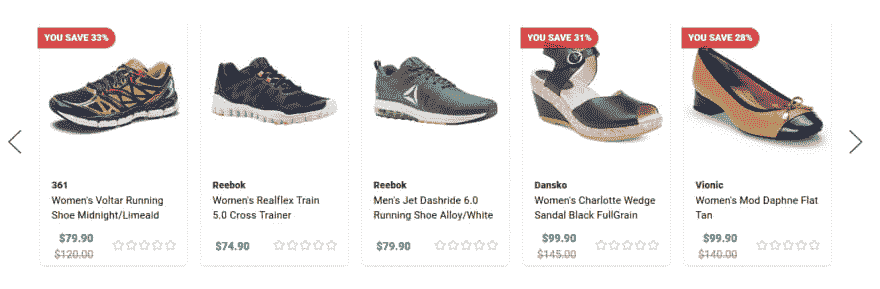 YOU SAVE 33%
361
Women's Voltar Running
Shoe Midnight/Limeaid
$79.90
$120.00
Reebok
Women's Realflex Train
5.0 Cross Trainer
$74.90
Reebok
Men's Jet Dashride 6.0
Running Shoe Alloy/White
$79.90
YOU SAVE 31%
Dansko
Women's Charlotte Wedge
Sandal Black FullGrain
$99.90
$145.00
YOU SAVE 28%
Vionic
Women's Mod Daphne Flat
Tan
$99.90
$140.00